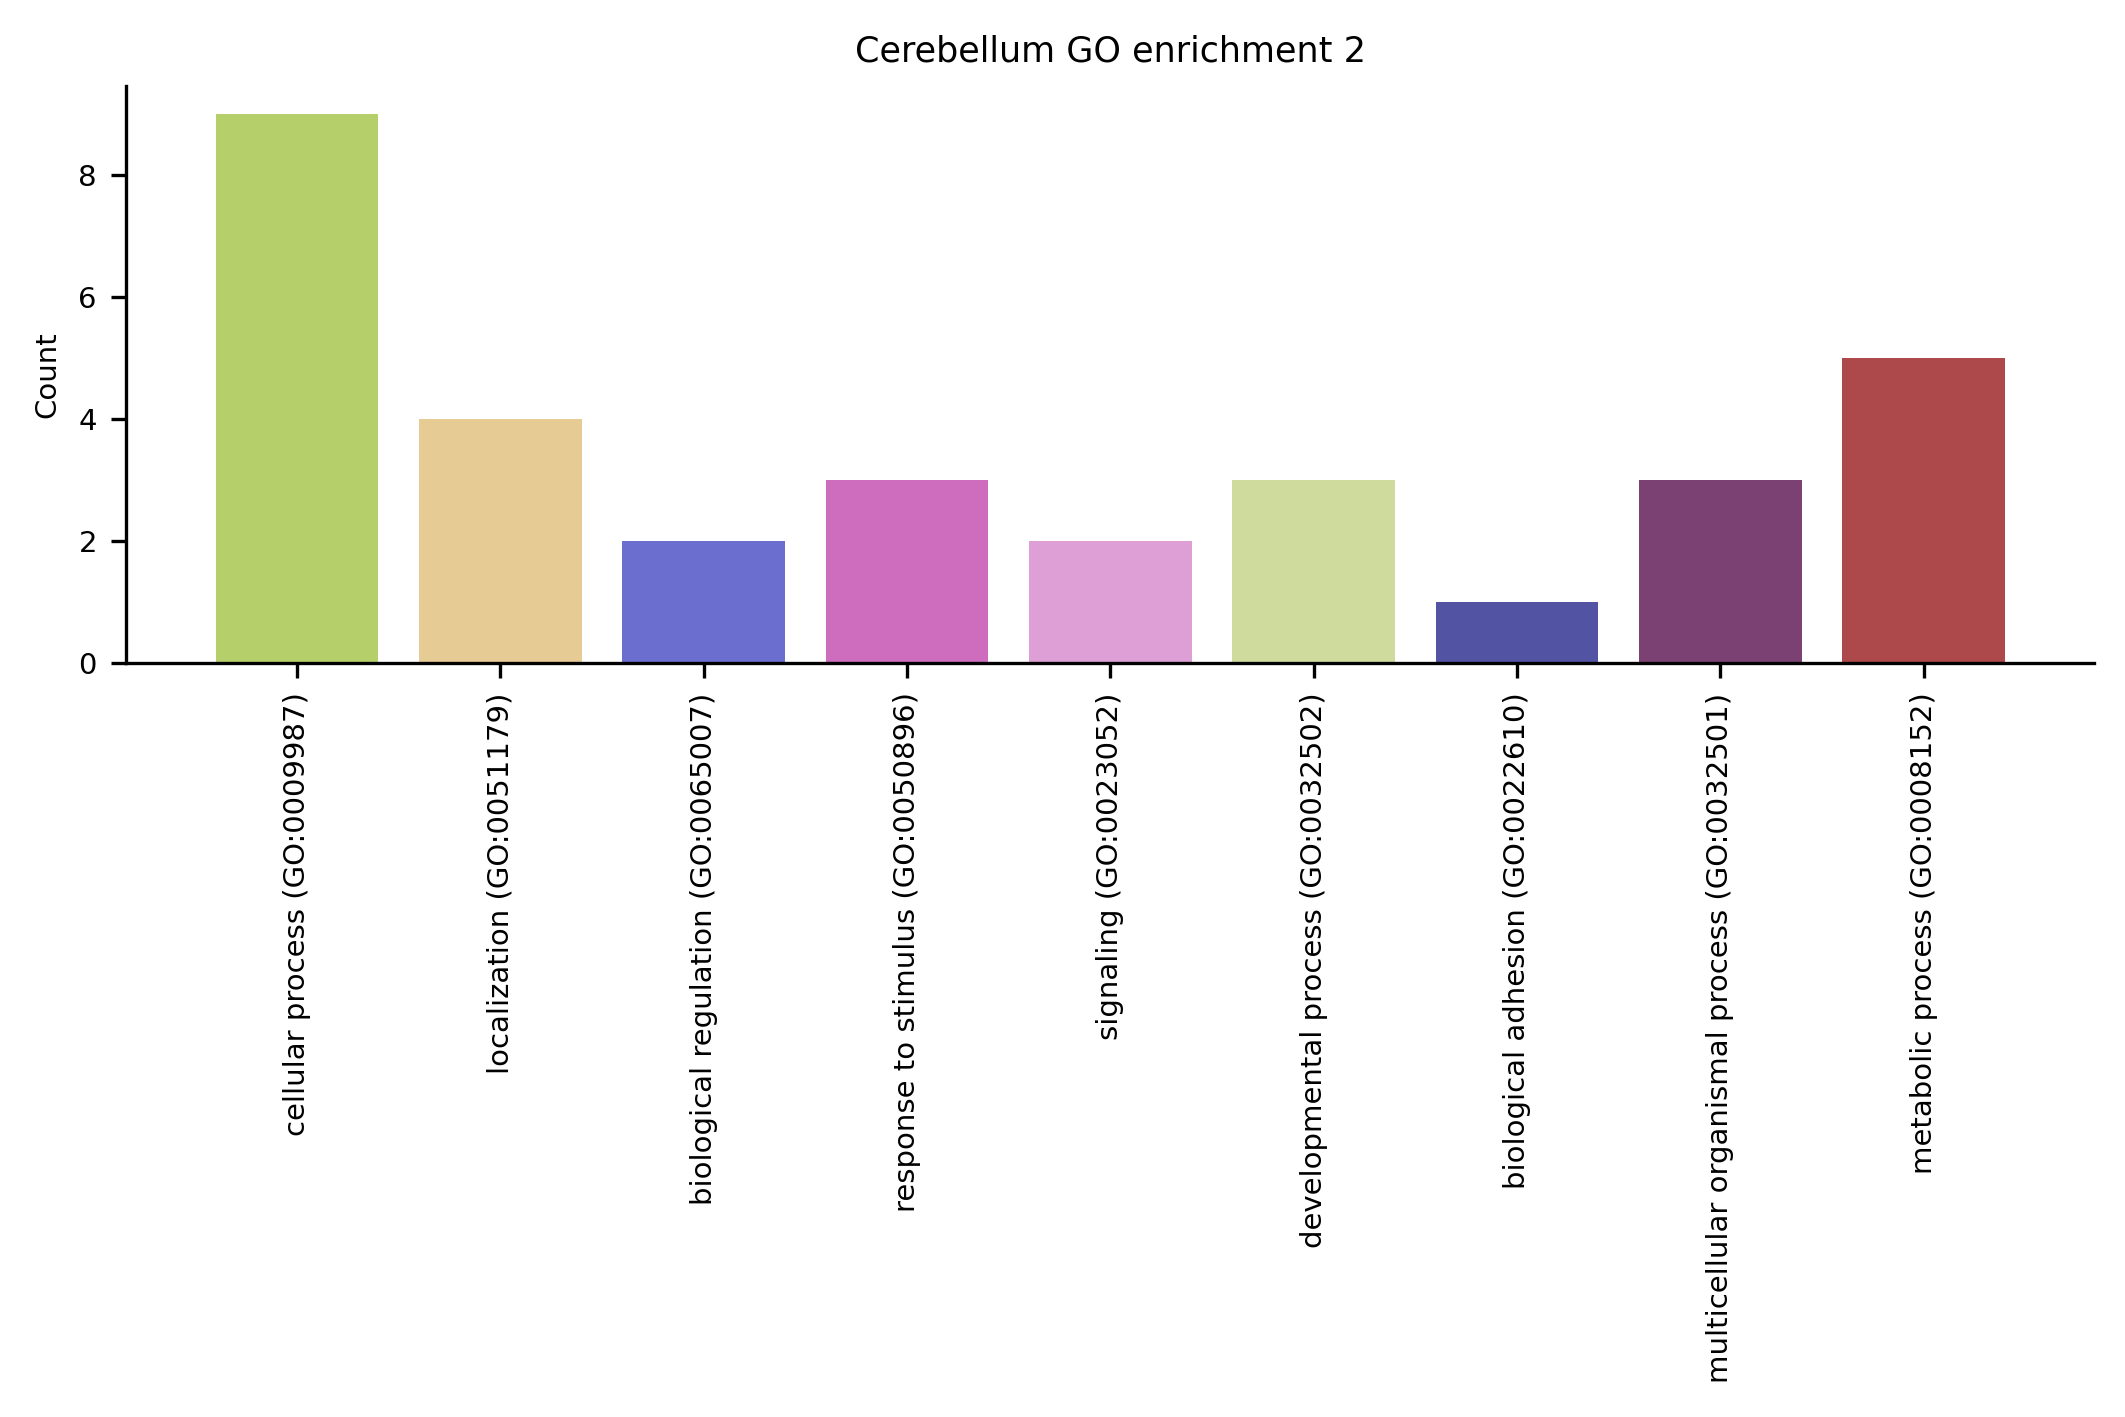 Cerebellum GO enrichment 2
Count
8
6
4
2
0
cellular process (GO:0009987)
localization (GO:0051179)
biological regulation (GO:0065007)
response to stimulus (GO:0050896)
signaling (GO:0023052)
developmental process (GO:0032502)
biological adhesion (GO:0022610)
multicellular organismal process (GO:0032501)
metabolic process (GO:0008152)